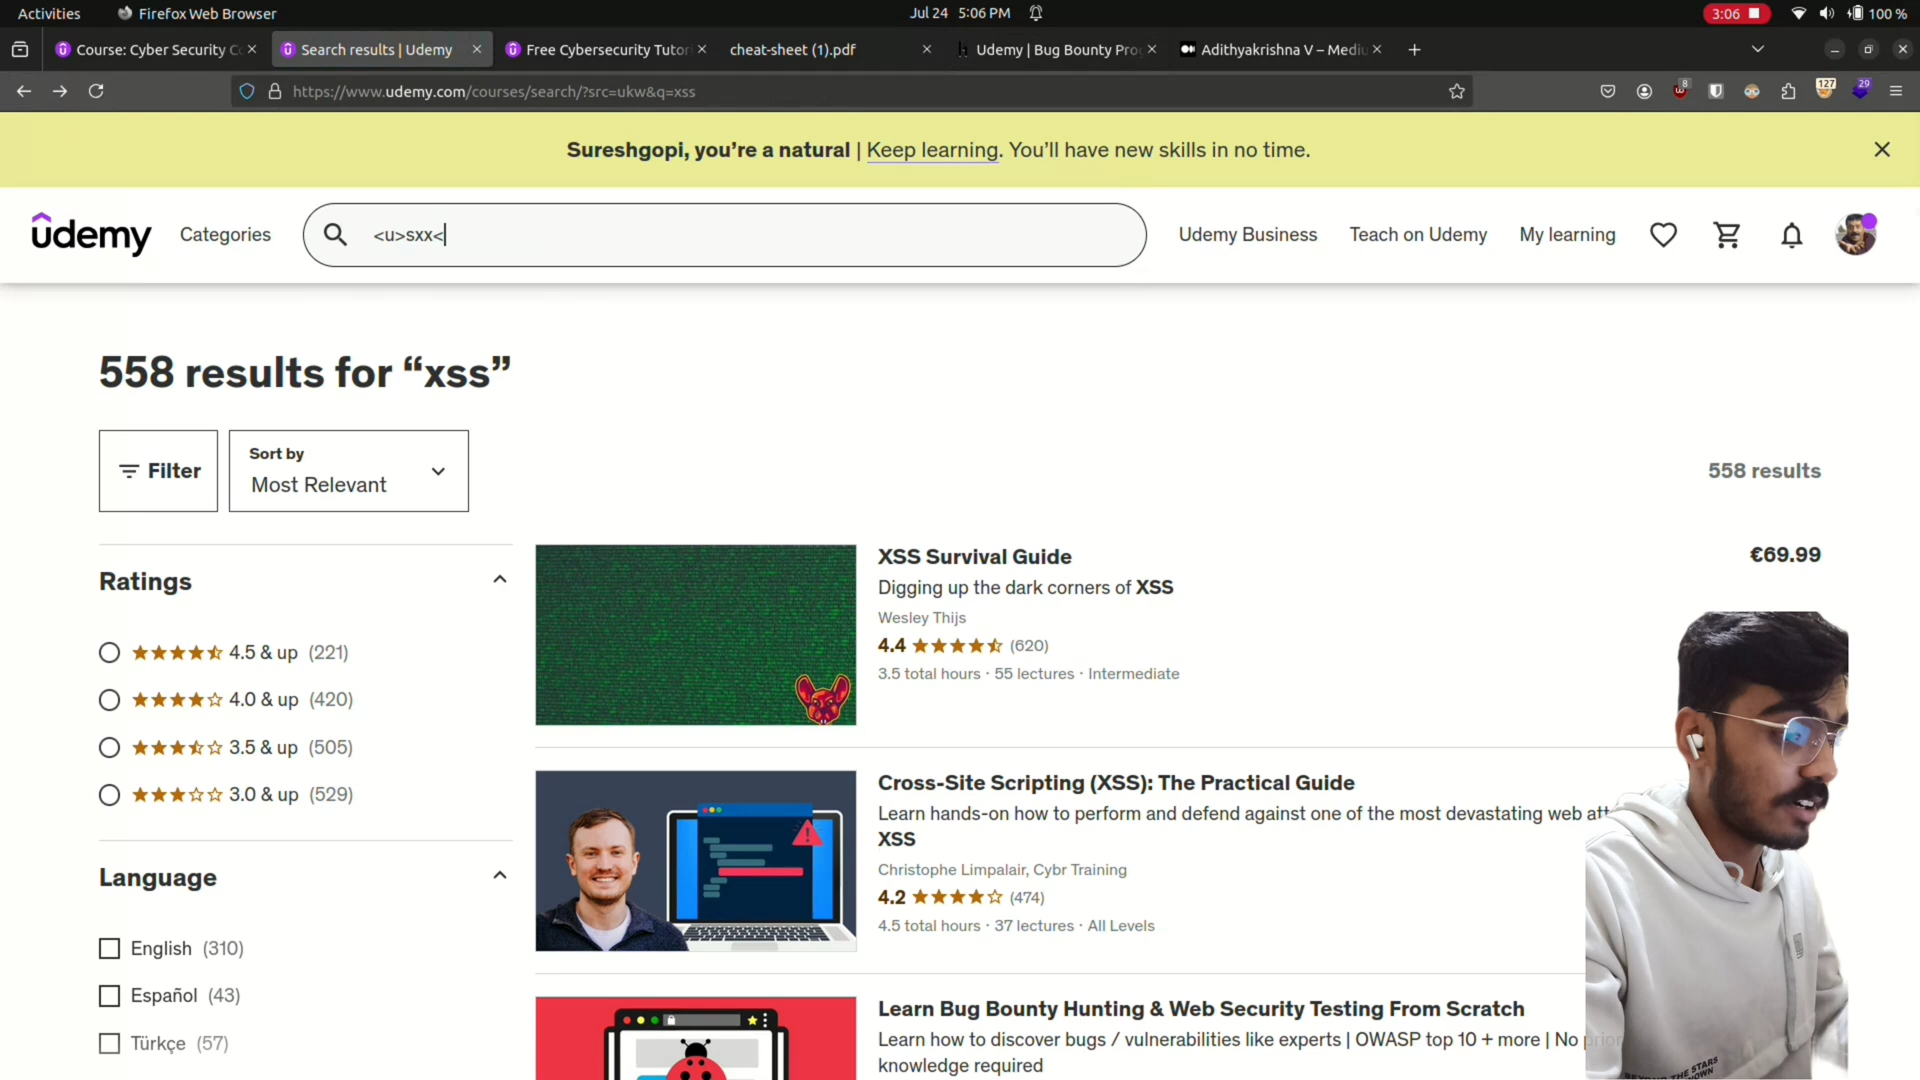 Activities
Firefox Web Browser
Jul 24 5:06 PM
3:06
100 %
Course: Cyber Security C
Search results | Udemy
Free Cybersecurity Tutor
cheat-sheet (1).pdf
Udemy | Bug Bounty Pro
Adithyakrishna V – Mediu
https://www.udemy.com/courses/search/?src=ukw&q=xss
8
127
29
Sureshgopi, you’re a natural | Keep learning. You’ll have new skills in no time.
udemy
Categories
<u>sxx<
Udemy Business
Teach on Udemy
My learning
558 results for “xss”
Filter
Sort by
Most Relevant
558 results
Ratings
4.5 & up (221)
4.0 & up (420)
3.5 & up (505)
3.0 & up (529)
Language
English (310)
Español (43)
Türkçe (57)
XSS Survival Guide
€69.99
Digging up the dark corners of XSS
Wesley Thijs
4.4 (620)
3.5 total hours · 55 lectures · Intermediate
Cross-Site Scripting (XSS): The Practical Guide
Learn hands-on how to perform and defend against one of the most devastating web att
XSS
Christophe Limpalair, Cybr Training
4.2 (474)
4.5 total hours · 37 lectures · All Levels
Learn Bug Bounty Hunting & Web Security Testing From Scratch
Learn how to discover bugs / vulnerabilities like experts | OWASP top 10 + more | No prior
knowledge required
THE STARS